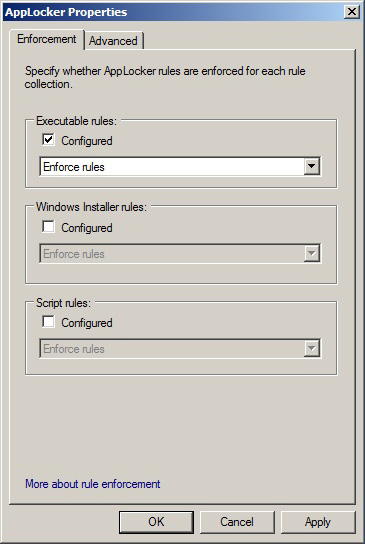 AppLocker Properties
Enforcement
Advanced
Specify whether AppLocker rules are enforced for each rule
collection.
Executable rules:
Configured
Enforce rules
Windows Installer rules:
Configured
Enforce rules
Script rules:
Configured
Enforce rules
More about rule enforcement
OK
Cancel
Apply